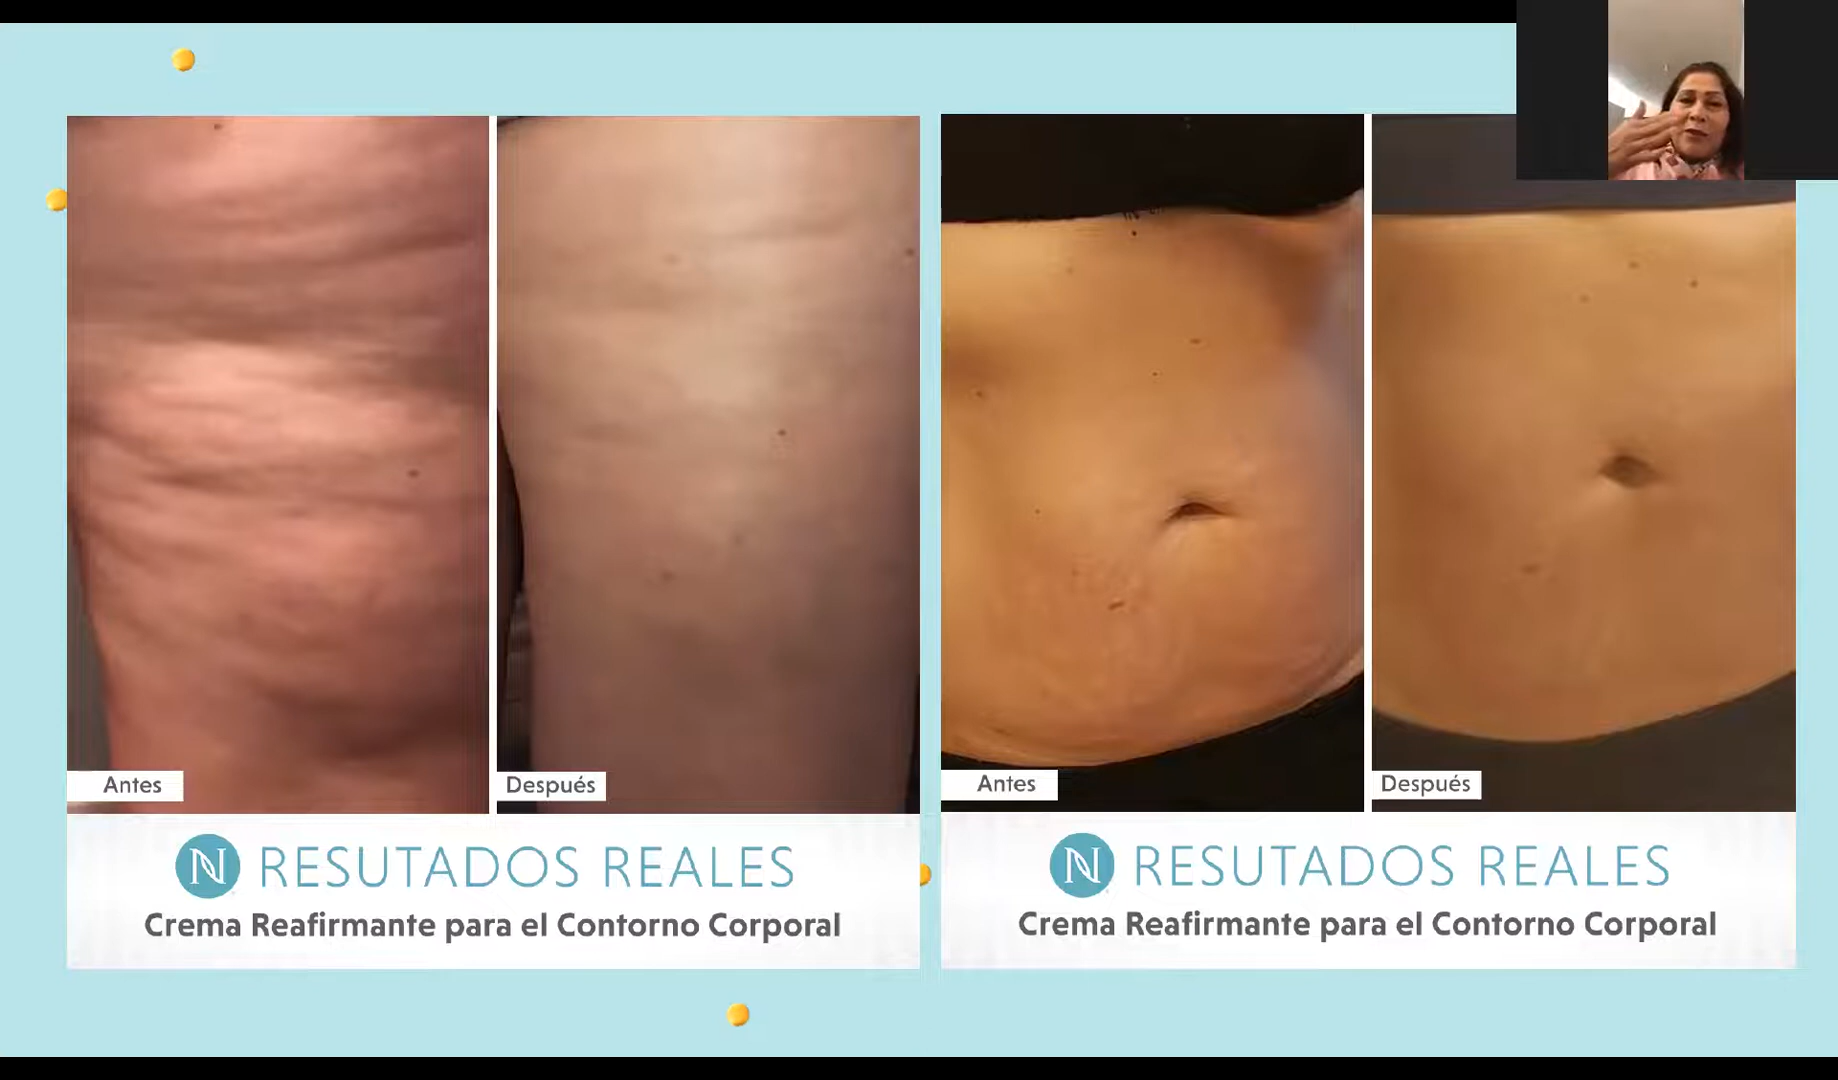 Antes
Después
N RESUTADOS REALES
Crema Reafirmante para el Contorno Corporal
Antes
Después
N RESUTADOS REALES
Crema Reafirmante para el Contorno Corporal